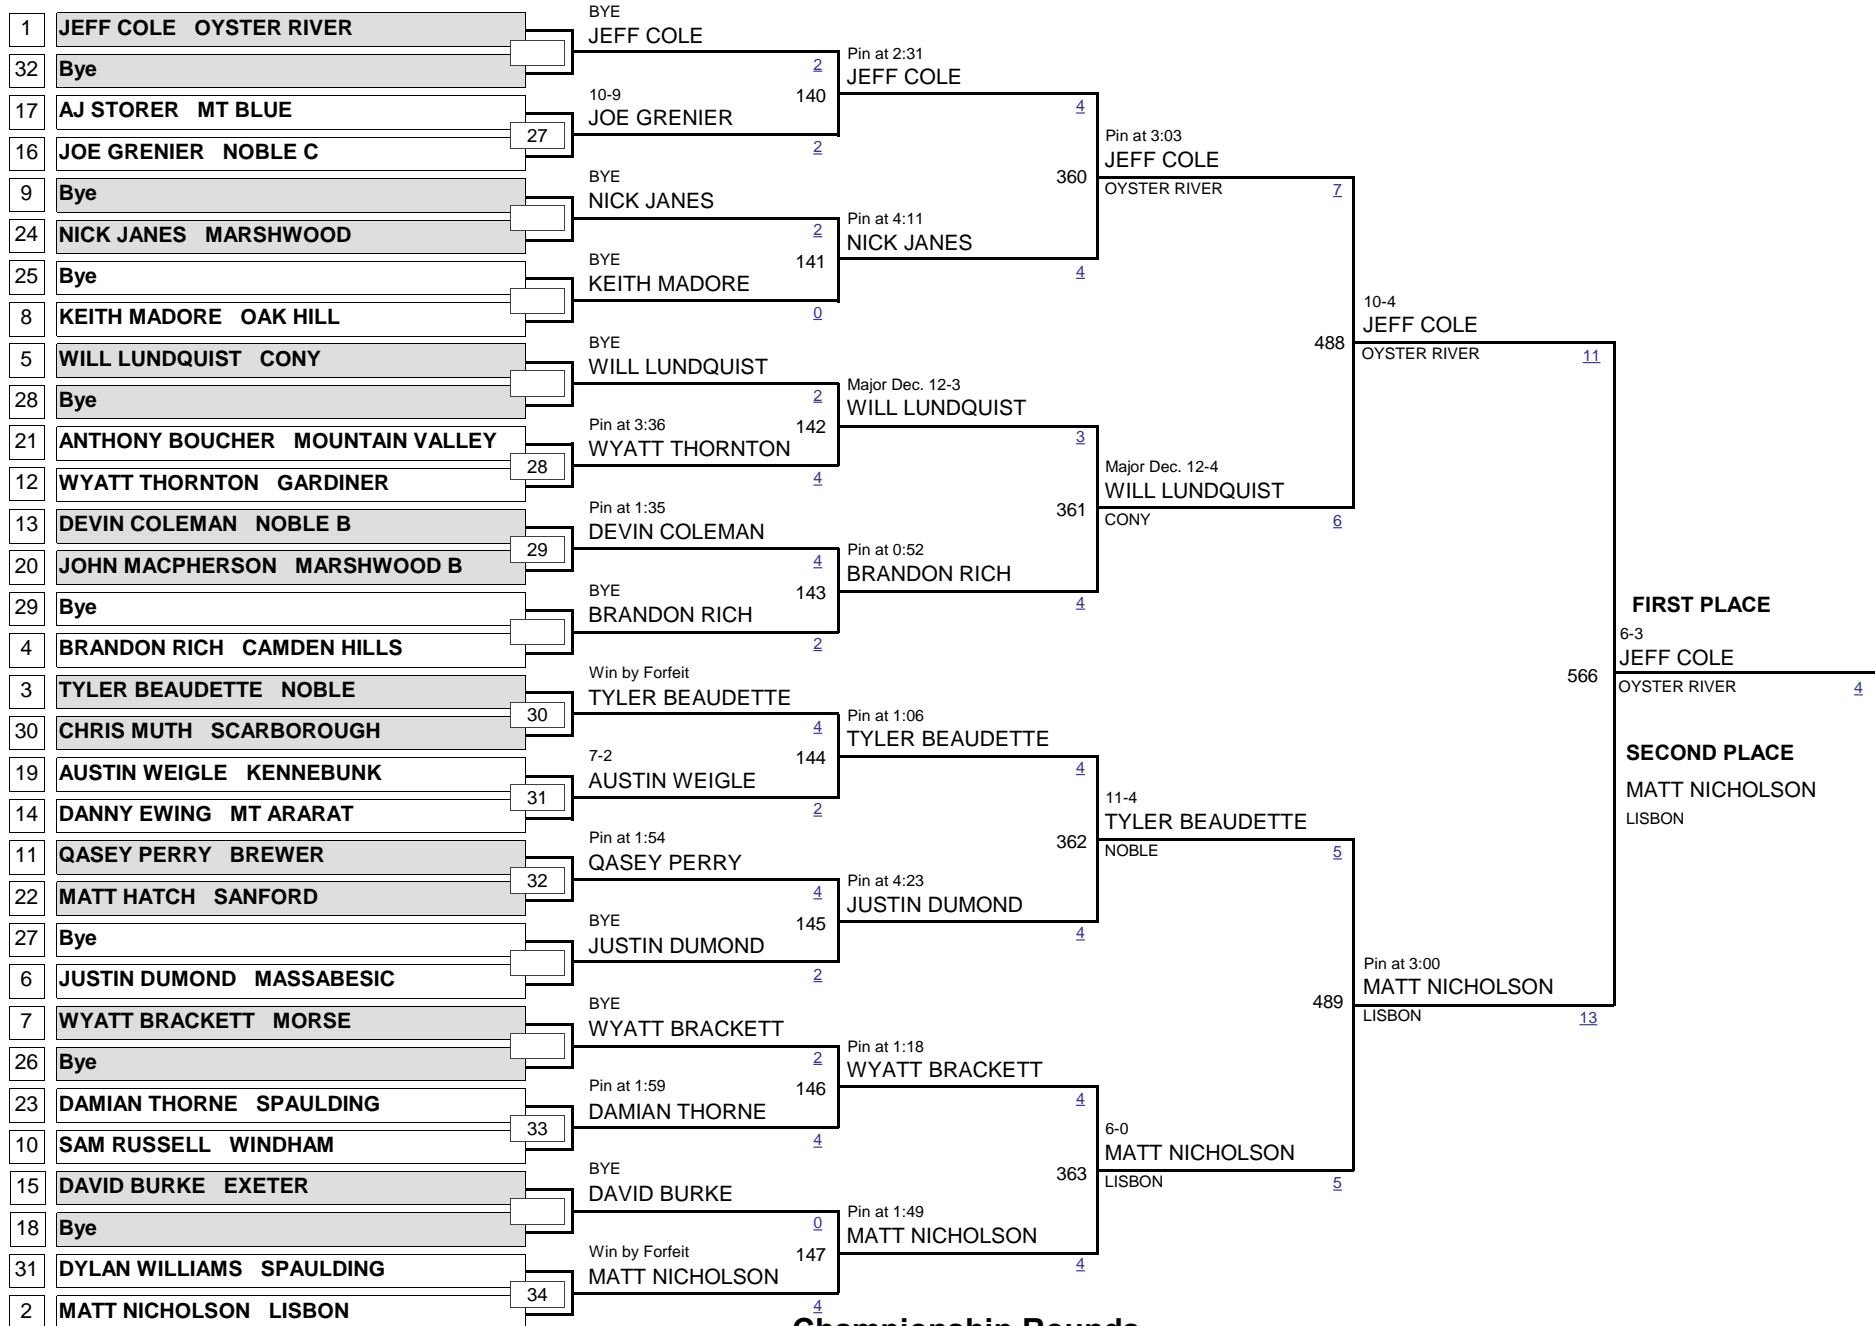 1 JEFF COLE OYSTER RIVER
32 Bye
17 AJ STORER MT BLUE
16 JOE GRENIER NOBLE C
27
9 Bye
24 NICK JANES MARSHWOOD
25 Bye
8 KEITH MADORE OAK HILL
5 WILL LUNDQUIST CONY
28 Bye
21 ANTHONY BOUCHER MOUNTAIN VALLEY
12 WYATT THORNTON GARDINER
28
13 DEVIN COLEMAN NOBLE B
20 JOHN MACPHERSON MARSHWOOD B
29
29 Bye
4 BRANDON RICH CAMDEN HILLS
3 TYLER BEAUDETTE NOBLE
30 CHRIS MUTH SCARBOROUGH
30
19 AUSTIN WEIGLE KENNEBUNK
14 DANNY EWING MT ARARAT
31
11 QASEY PERRY BREWER
22 MATT HATCH SANFORD
32
27 Bye
6 JUSTIN DUMOND MASSABESIC
7 WYATT BRACKETT MORSE
26 Bye
23 DAMIAN THORNE SPAULDING
10 SAM RUSSELL WINDHAM
33
15 DAVID BURKE EXETER
18 Bye
31 DYLAN WILLIAMS SPAULDING
2 MATT NICHOLSON LISBON
34
BYE
JEFF COLE
2
140
10-9
JOE GRENIER
2
BYE
NICK JANES
2
141
BYE
KEITH MADORE
0
BYE
WILL LUNDQUIST
2
142
Pin at 3:36
WYATT THORNTON
4
Pin at 1:35
DEVIN COLEMAN
4
143
BYE
BRANDON RICH
2
Win by Forfeit
TYLER BEAUDETTE
4
144
7-2
AUSTIN WEIGLE
2
Pin at 1:54
QASEY PERRY
4
145
BYE
JUSTIN DUMOND
2
BYE
WYATT BRACKETT
2
146
Pin at 1:59
DAMIAN THORNE
4
BYE
DAVID BURKE
0
147
Win by Forfeit
MATT NICHOLSON
4
Pin at 2:31
JEFF COLE
4
360
Pin at 4:11
NICK JANES
4
Major Dec. 12-3
WILL LUNDQUIST
3
361
Pin at 0:52
BRANDON RICH
4
Pin at 1:06
TYLER BEAUDETTE
4
362
Pin at 4:23
JUSTIN DUMOND
4
Pin at 1:18
WYATT BRACKETT
4
363
Pin at 1:49
MATT NICHOLSON
4
Pin at 3:03
JEFF COLE
OYSTER RIVER 7
488
Major Dec. 12-4
WILL LUNDQUIST
CONY 6
11-4
TYLER BEAUDETTE
NOBLE 5
489
6-0
MATT NICHOLSON
LISBON 5
10-4
JEFF COLE
OYSTER RIVER 11
566
Pin at 3:00
MATT NICHOLSON
LISBON 13
FIRST PLACE
6-3
JEFF COLE
OYSTER RIVER 4
SECOND PLACE
MATT NICHOLSON
LISBON
Championship Rounds